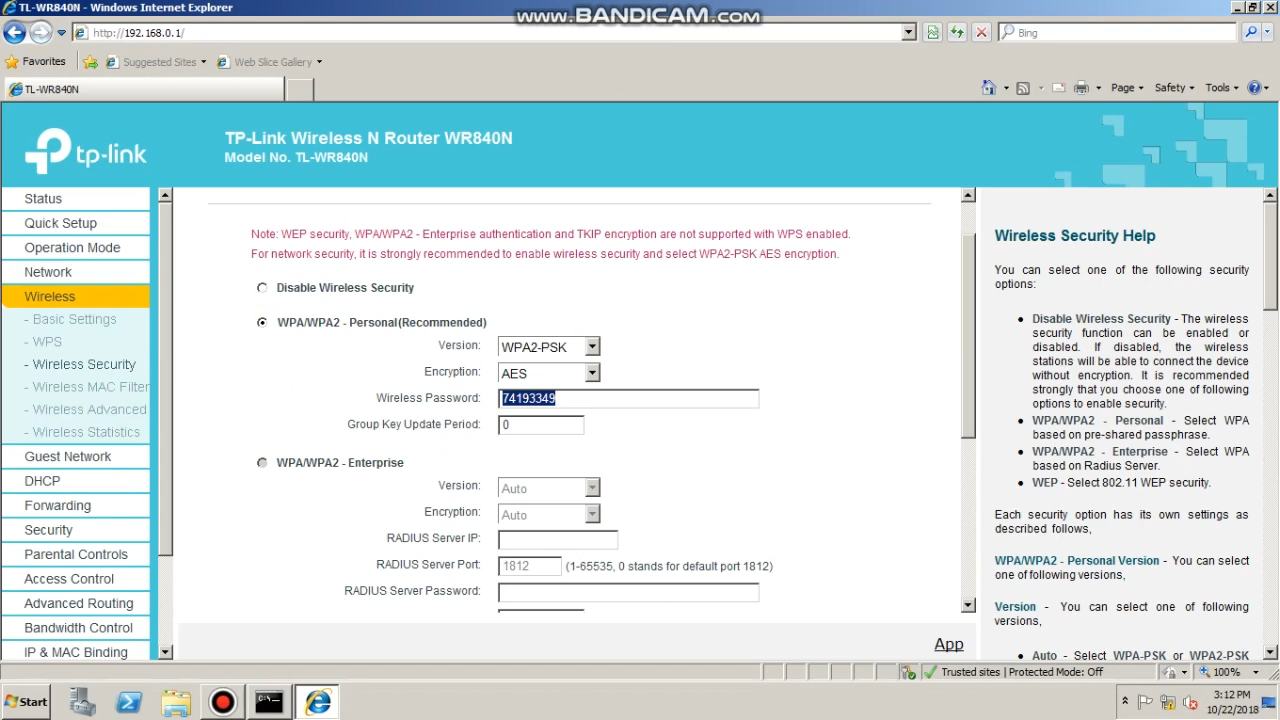 TL-WR840N - Windows Internet Explorer
www.BANDICAM.com
http://192.168.0.1/
Bing
Favorites
Suggested Sites
Web Slice Gallery
TL-WR840N
Page
Safety
Tools
tp-link
TP-Link Wireless N Router WR840N
Model No. TL-WR840N
Status
Quick Setup
Operation Mode
Network
Wireless
- Basic Settings
- WPS
- Wireless Security
- Wireless MAC Filter
- Wireless Advanced
- Wireless Statistics
Guest Network
DHCP
Forwarding
Security
Parental Controls
Access Control
Advanced Routing
Bandwidth Control
IP & MAC Binding
Note: WEP security, WPA/WPA2 - Enterprise authentication and TKIP encryption are not supported with WPS enabled.
For network security, it is strongly recommended to enable wireless security and select WPA2-PSK AES encryption.
Disable Wireless Security
WPA/WPA2 - Personal(Recommended)
Version: WPA2-PSK
Encryption: AES
Wireless Password: 74193349
Group Key Update Period: 0
WPA/WPA2 - Enterprise
Version: Auto
Encryption: Auto
RADIUS Server IP:
RADIUS Server Port: 1812 (1-65535, 0 stands for default port 1812)
RADIUS Server Password:
App
Wireless Security Help
You can select one of the following security
options:
Disable Wireless Security - The wireless
security function can be enabled or
disabled. If disabled, the wireless
stations will be able to connect the device
without encryption. It is recommended
strongly that you choose one of following
options to enable security.
WPA/WPA2 - Personal - Select WPA
based on pre-shared passphrase.
WPA/WPA2 - Enterprise - Select WPA
based on Radius Server.
WEP - Select 802.11 WEP security.
Each security option has its own settings as
described follows,
WPA/WPA2 - Personal Version - You can select
one of following versions,
Version - You can select one of following
versions,
Auto - Select WPA-PSK or WPA2-PSK
Trusted sites | Protected Mode: Off
100%
Start
3:12 PM
10/22/2018